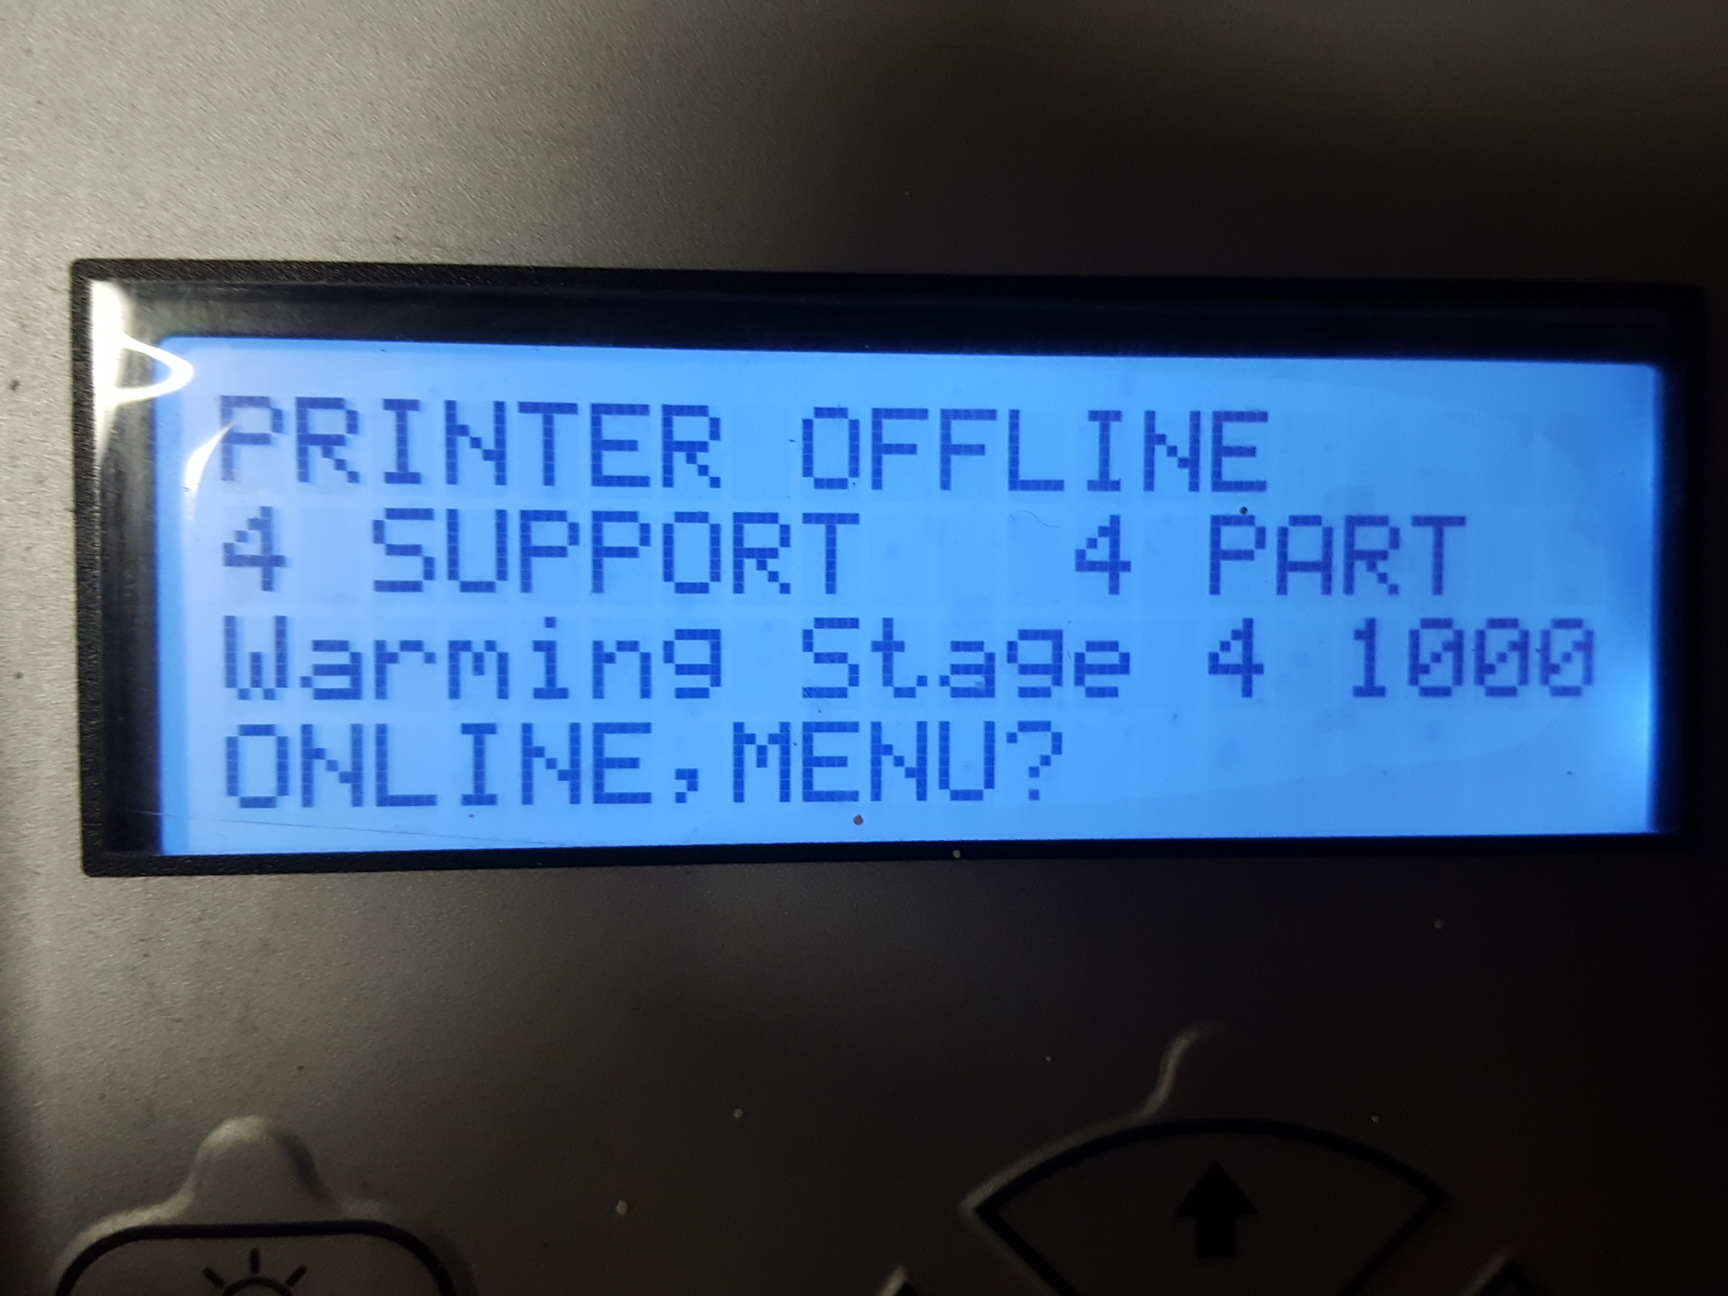 PRINTER OFFLINE
4 SUPPORT 4 PART
Warming Stage 4 1000
ONLINE,MENU?